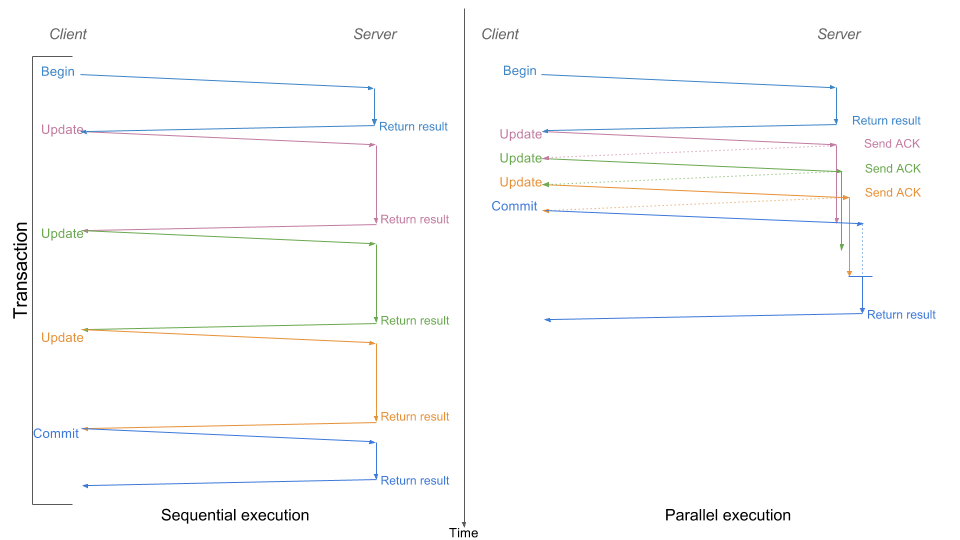 Client
Server
Client
Server
Begin
Return result
Update
Return result
Update
Return result
Update
Return result
Commit
Return result
Transaction
Sequential execution
Time
Begin
Return result
Update
Send ACK
Update
Send ACK
Update
Send ACK
Commit
Return result
Parallel execution